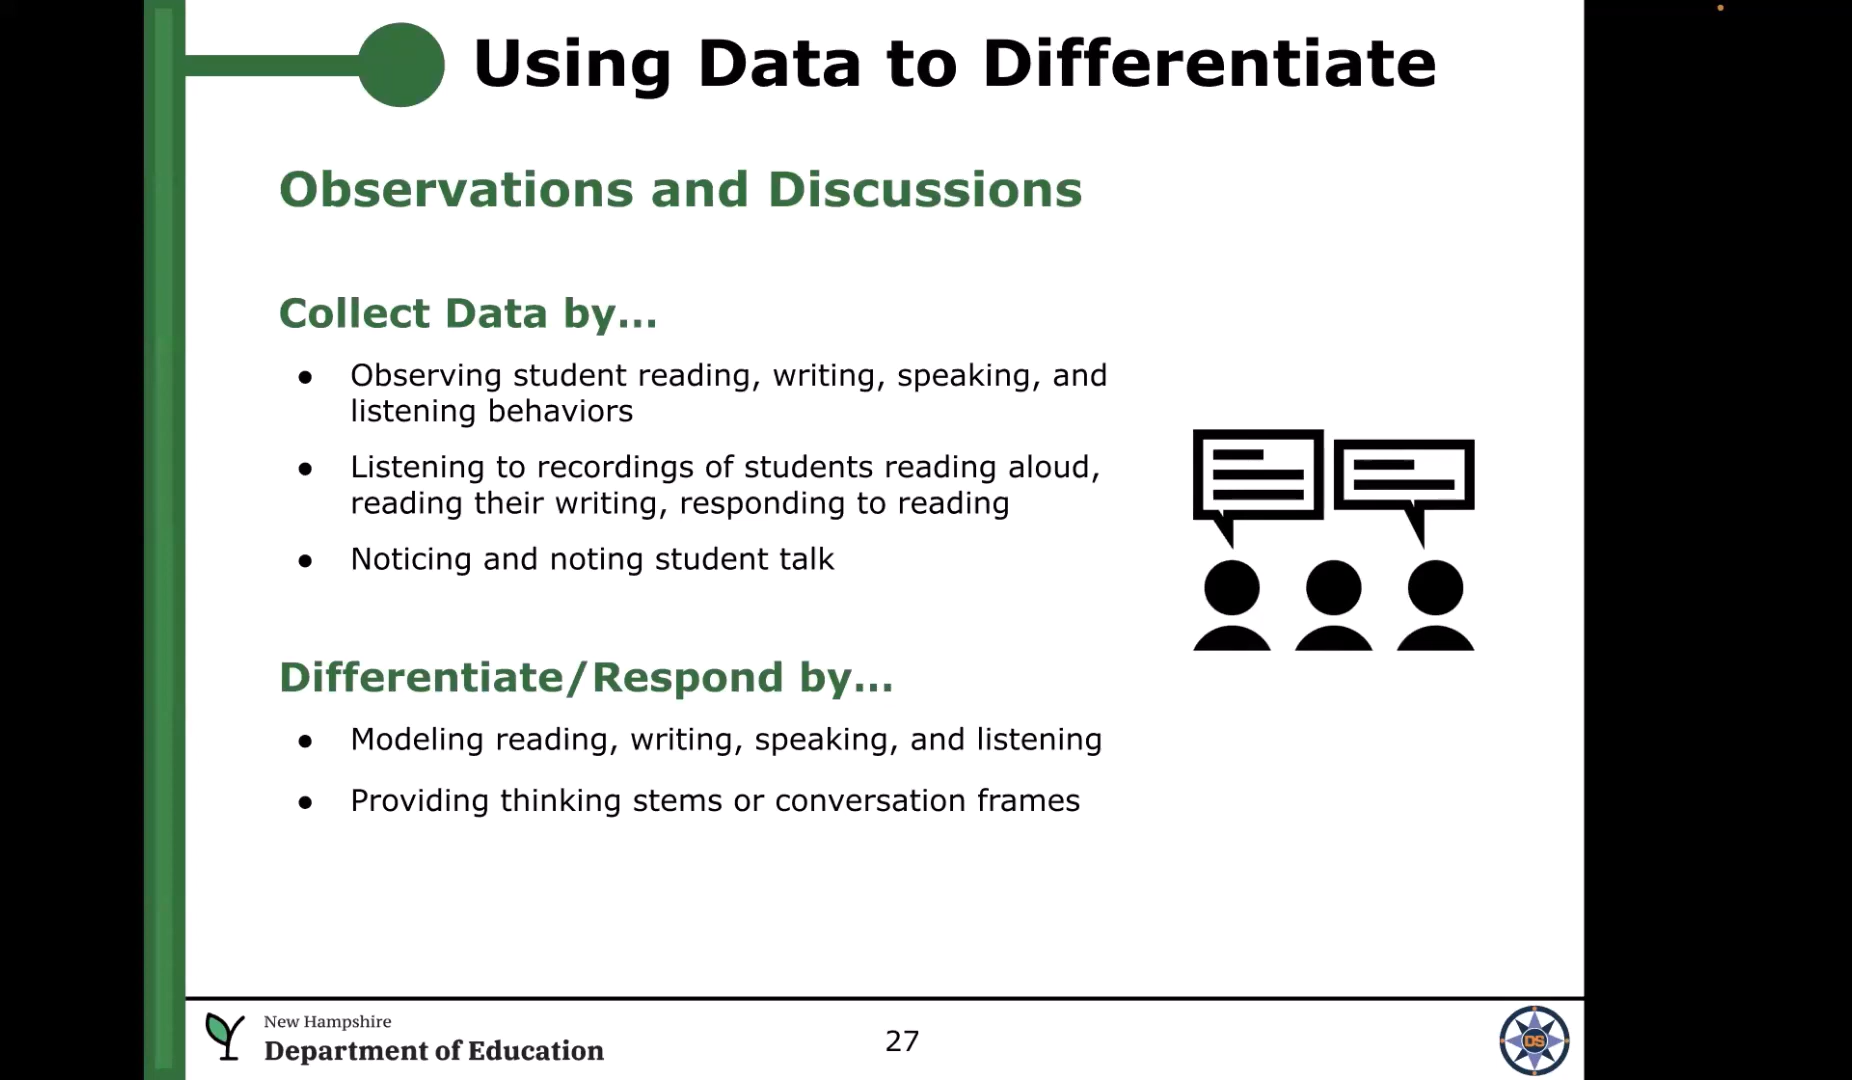 Using Data to Differentiate
Observations and Discussions
Collect Data by...
● Observing student reading, writing, speaking, and
listening behaviors
● Listening to recordings of students reading aloud,
reading their writing, responding to reading
● Noticing and noting student talk
Differentiate/Respond by...
● Modeling reading, writing, speaking, and listening
● Providing thinking stems or conversation frames
New Hampshire
Department of Education
27
DS